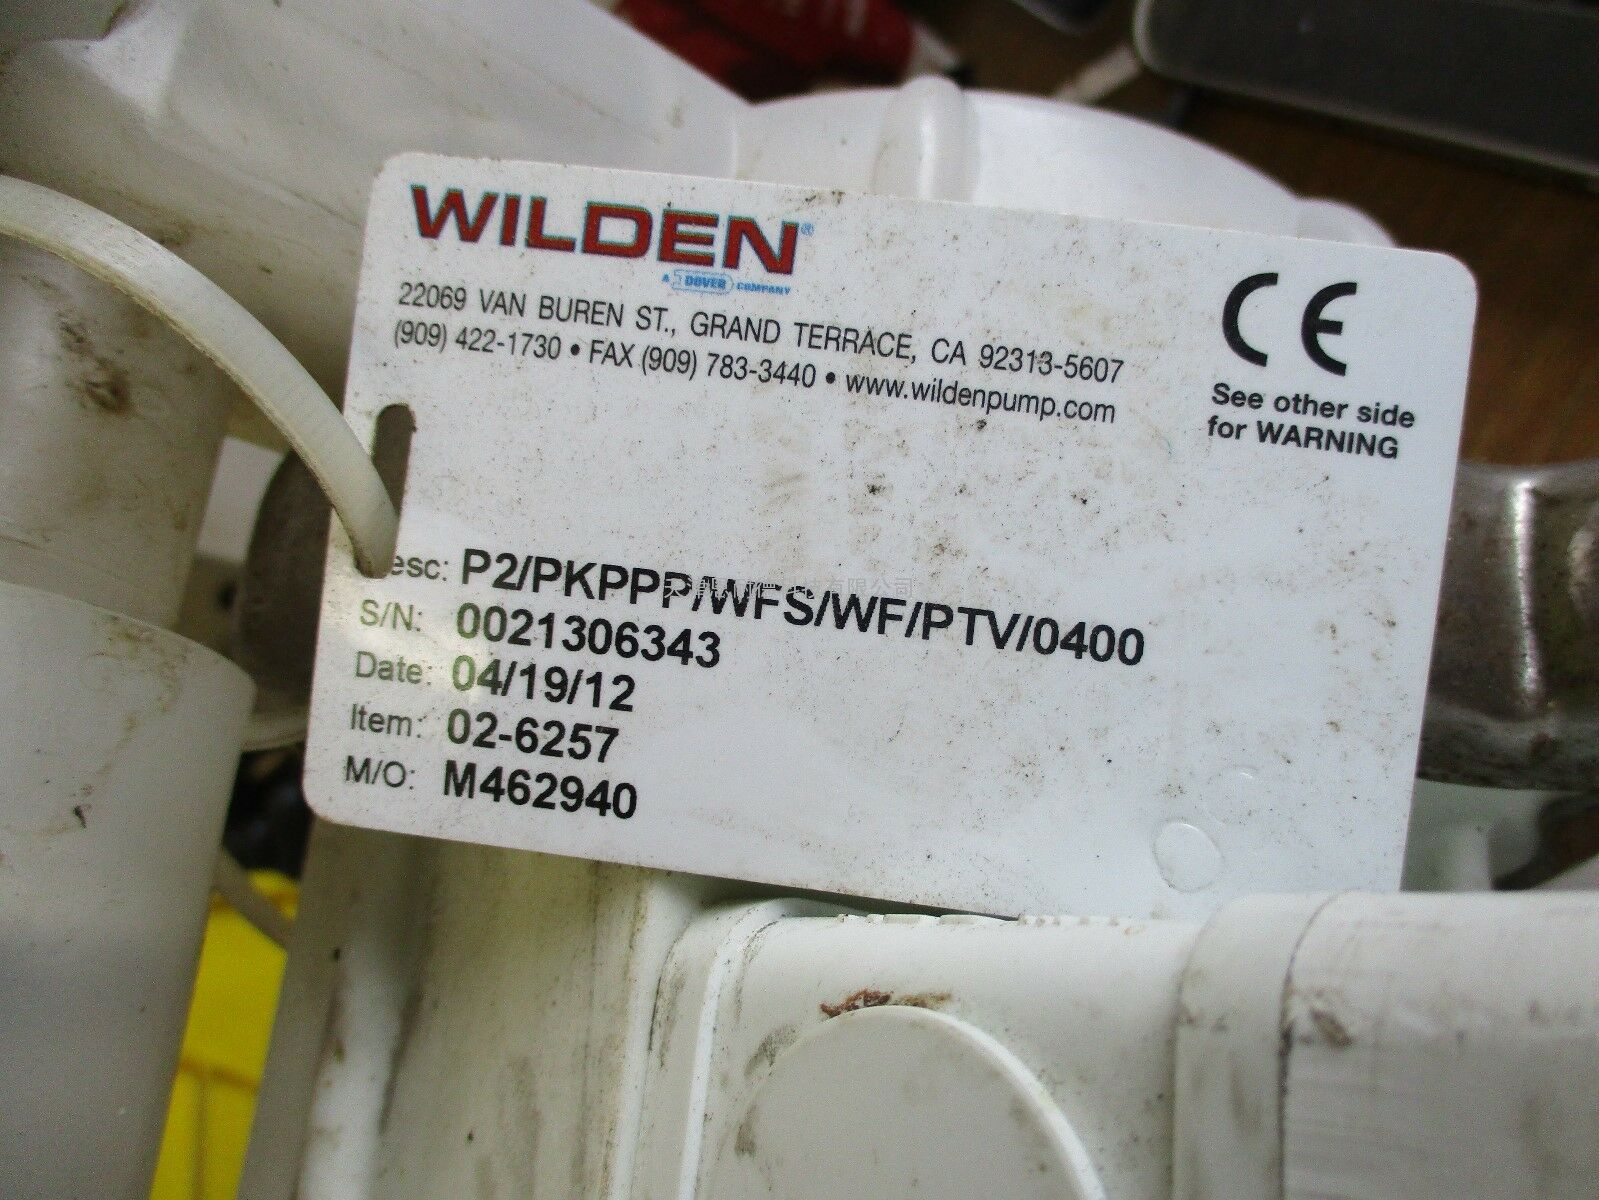 WILDEN®
A DOVER COMPANY
22069 VAN BUREN ST., GRAND TERRACE, CA 92313-5607
(909) 422-1730 • FAX (909) 783-3440 • www.wildenpump.com
CE
See other side
for WARNING
esc: P2/PKPPP/WFS/WF/PTV/0400
S/N: 0021306343
Date: 04/19/12
Item: 02-6257
M/O: M462940